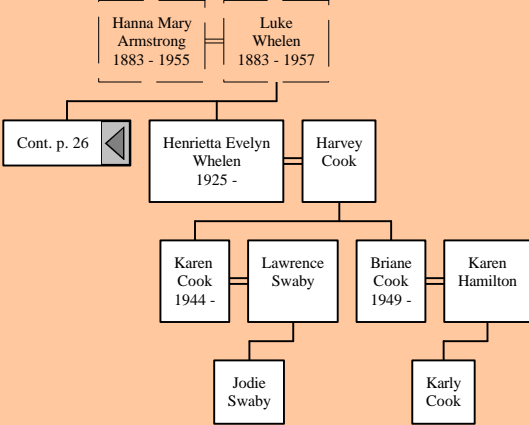 Hanna Mary
Armstrong
1883 - 1955
Luke
Whelen
1883 - 1957
Cont. p. 26
Henrietta Evelyn
Whelen
1925 -
Harvey
Cook
Karen
Cook
1944 -
Lawrence
Swaby
Briane
Cook
1949 -
Karen
Hamilton
Jodie
Swaby
Karly
Cook